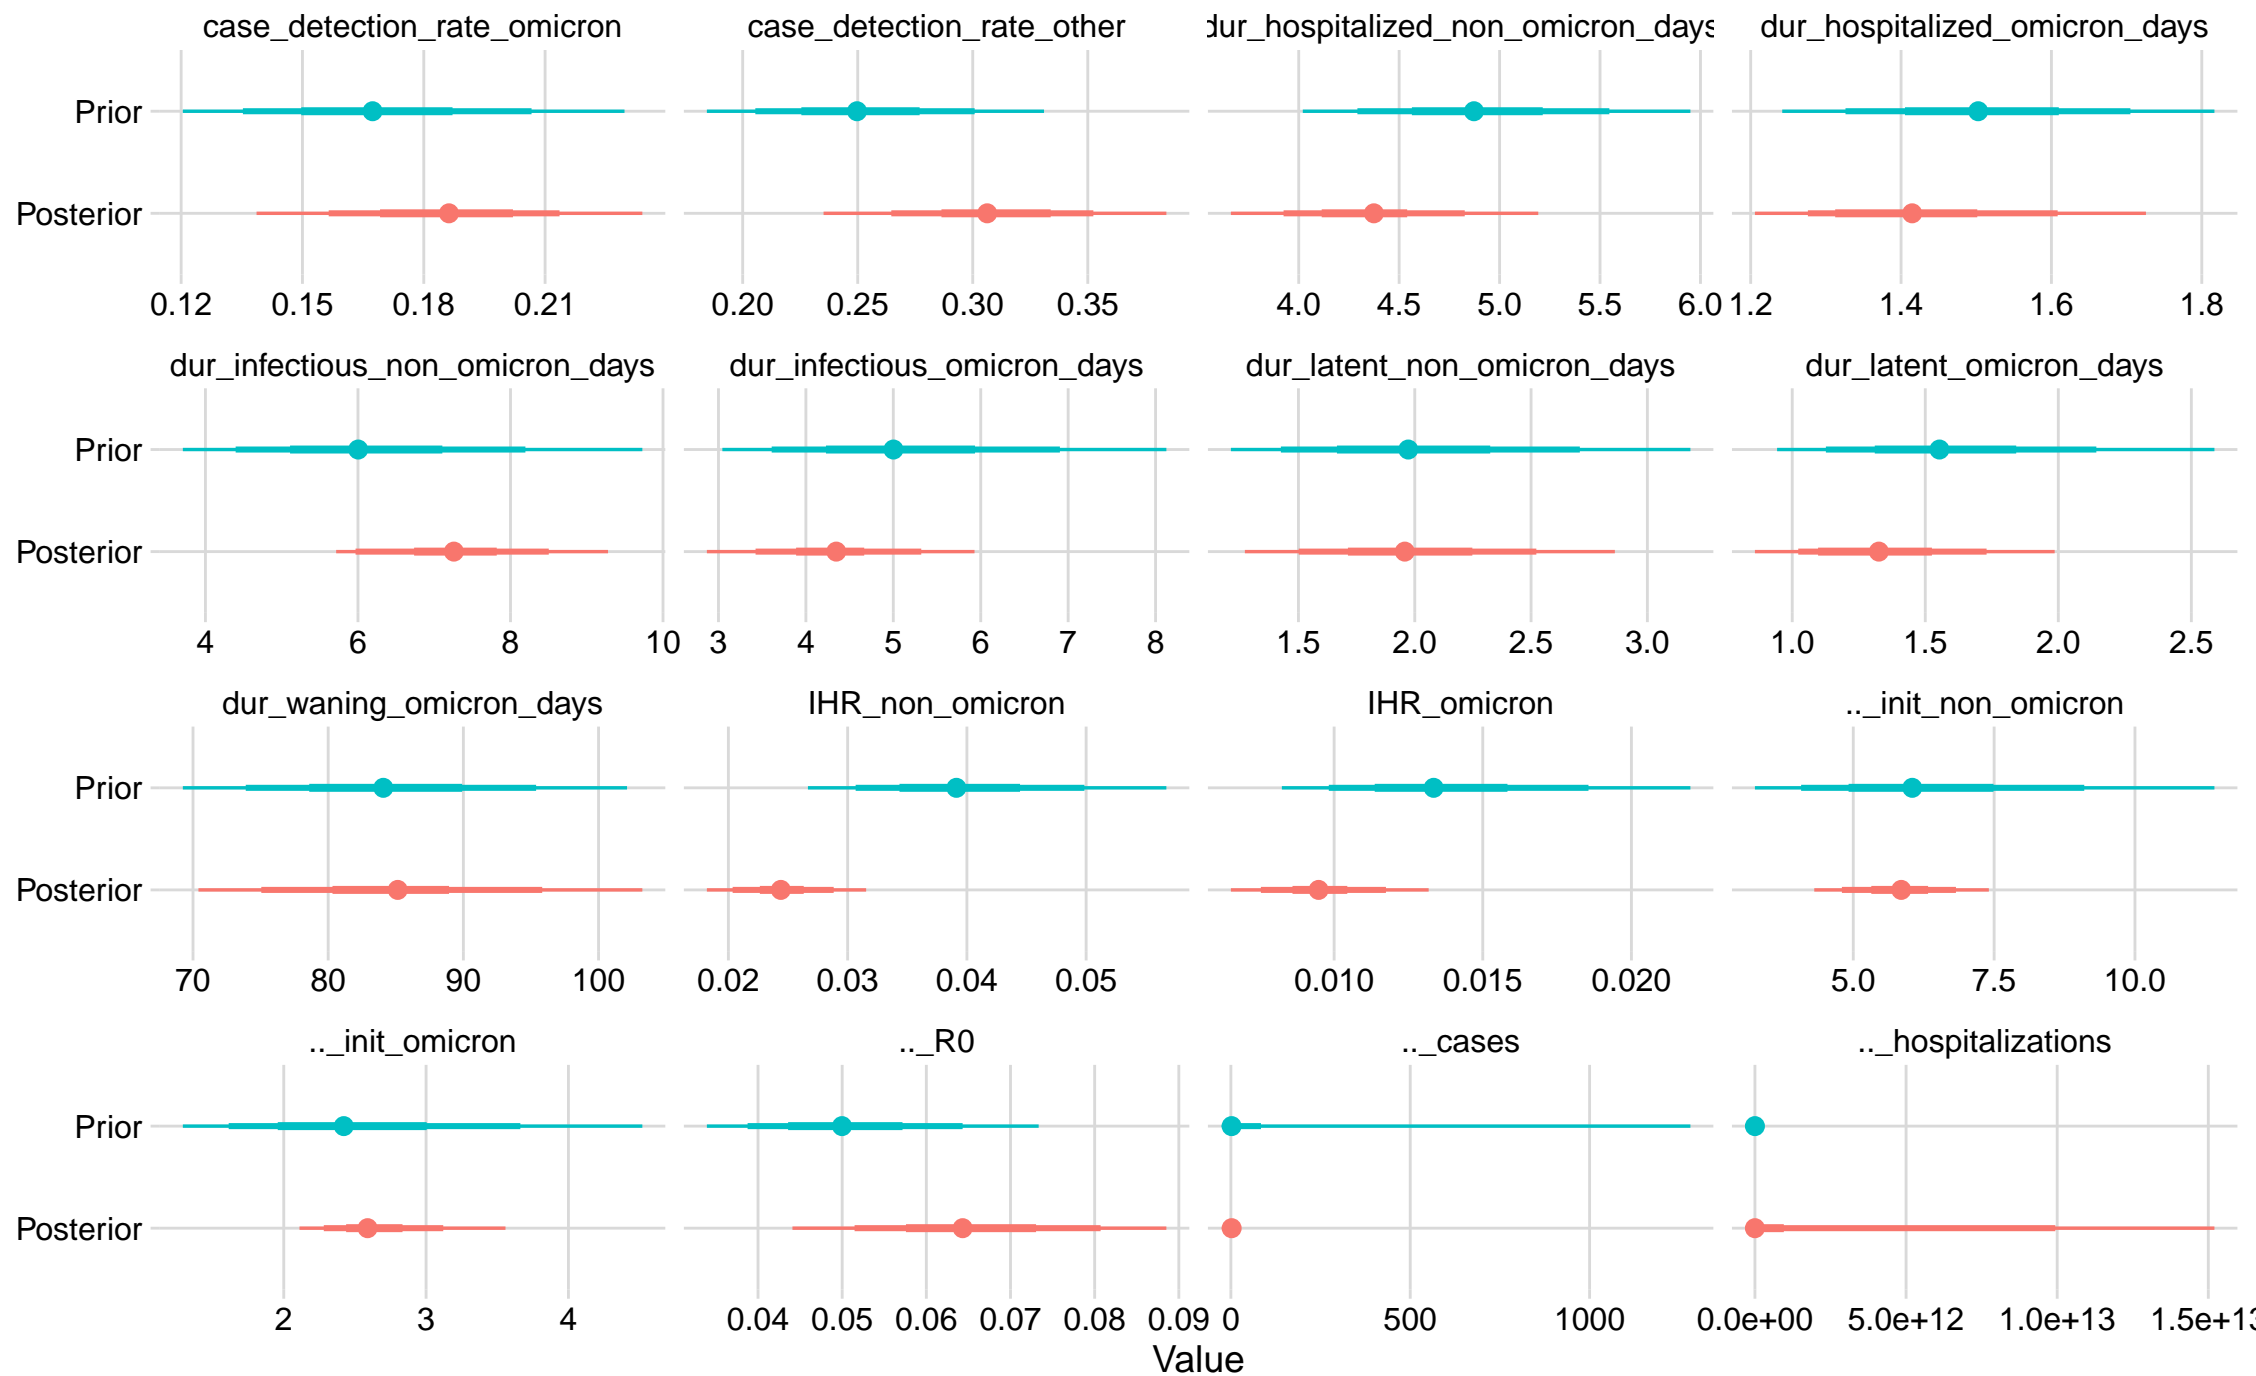 case_detection_rate_omicron case_detection_rate_other dur_hospitalized_non_omicron_days dur_hospitalized_omicron_days
Prior
Posterior
0.12 0.15 0.18 0.21 0.20 0.25 0.30 0.35 4.0 4.5 5.0 5.5 6.0 1.2 1.4 1.6 1.8
dur_infectious_non_omicron_days dur_infectious_omicron_days dur_latent_non_omicron_days dur_latent_omicron_days
Prior
Posterior
4 6 8 10 3 4 5 6 7 8 1.5 2.0 2.5 3.0 1.0 1.5 2.0 2.5
dur_waning_omicron_days IHR_non_omicron IHR_omicron .._init_non_omicron
Prior
Posterior
70 80 90 100 0.02 0.03 0.04 0.05 0.010 0.015 0.020 5.0 7.5 10.0
.._init_omicron .._R0 .._cases .._hospitalizations
Prior
Posterior
2 3 4 0.04 0.05 0.06 0.07 0.08 0.09 0 500 1000 0.0e+00 5.0e+12 1.0e+13 1.5e+13
Value